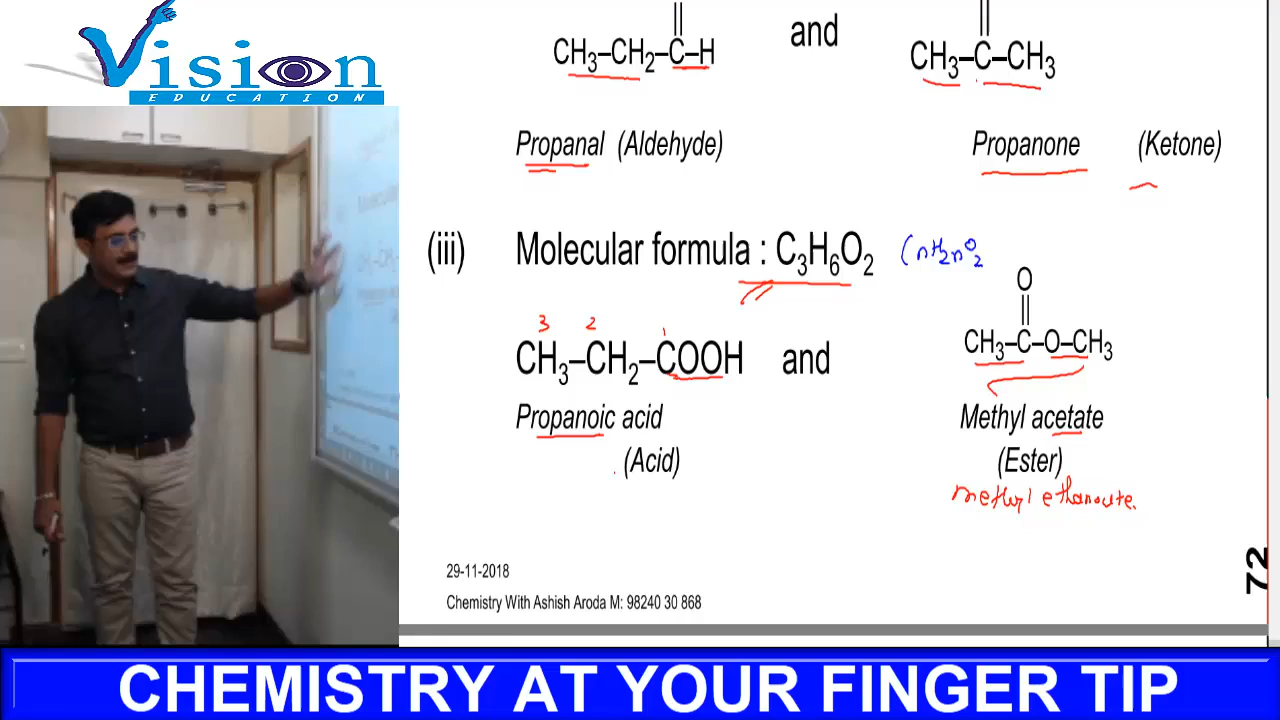 Vision
EDUCATION
CH₃–CH₂–C–H and CH₃–C–CH₃
Propanal (Aldehyde) Propanone (Ketone)
(iii) Molecular formula : C₃H₆O₂ (nH₂nO₂
O
3 2 1
CH₃–CH₂–COOH and CH₃–C–O–CH₃
Propanoic acid Methyl acetate
(Acid) (Ester)
methyl ethanoate.
29-11-2018
Chemistry With Ashish Aroda M: 98240 30 868
72
CHEMISTRY AT YOUR FINGER TIP